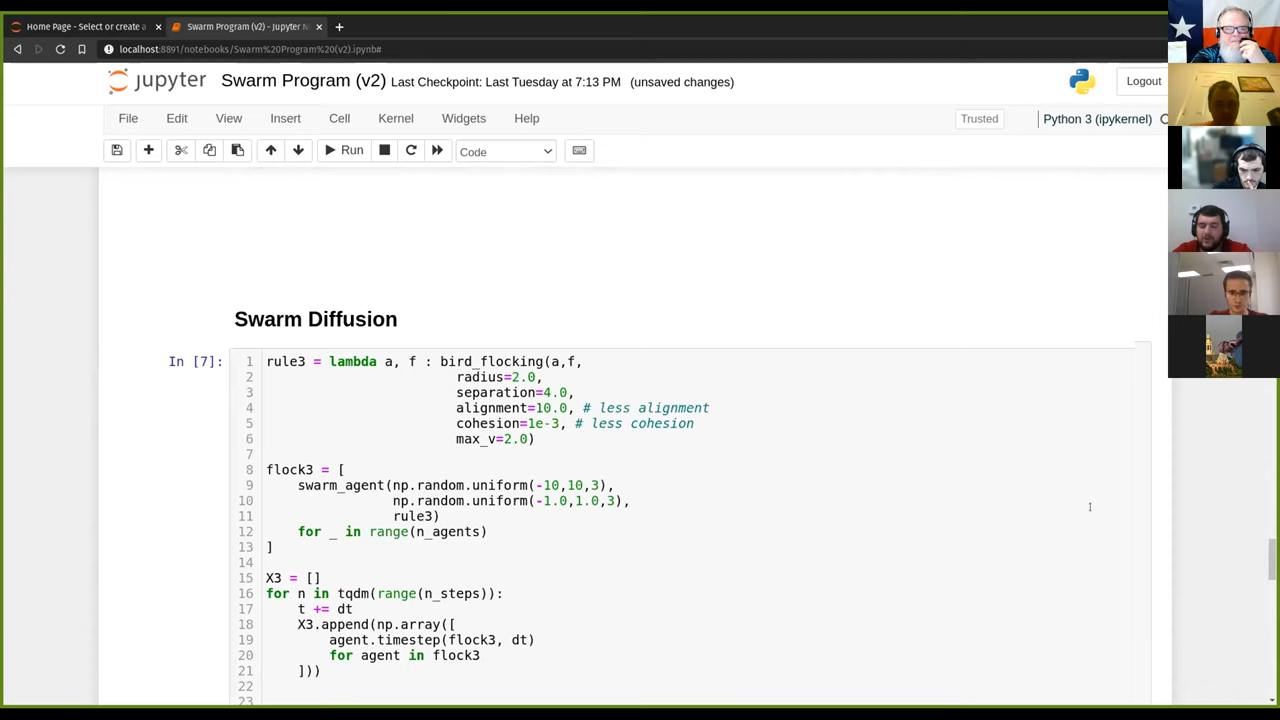 Home Page - Select or create a
Swarm Program (v2) - Jupyter N
localhost:8891/notebooks/Swarm%20Program%20(v2).ipynb#
jupyter Swarm Program (v2) Last Checkpoint: Last Tuesday at 7:13 PM (unsaved changes)
Logout
File Edit View Insert Cell Kernel Widgets Help
Trusted
Python 3 (ipykernel)
Run
Code
Swarm Diffusion
In [7]:
1 rule3 = lambda a, f : bird_flocking(a,f,
2 radius=2.0,
3 separation=4.0,
4 alignment=10.0, # less alignment
5 cohesion=1e-3, # less cohesion
6 max_v=2.0)
7
8 flock3 = [
9 swarm_agent(np.random.uniform(-10,10,3),
10 np.random.uniform(-1.0,1.0,3),
11 rule3)
12 for _ in range(n_agents)
13 ]
14
15 X3 = []
16 for n in tqdm(range(n_steps)):
17 t += dt
18 X3.append(np.array([
19 agent.timestep(flock3, dt)
20 for agent in flock3
21 ]))
22
23